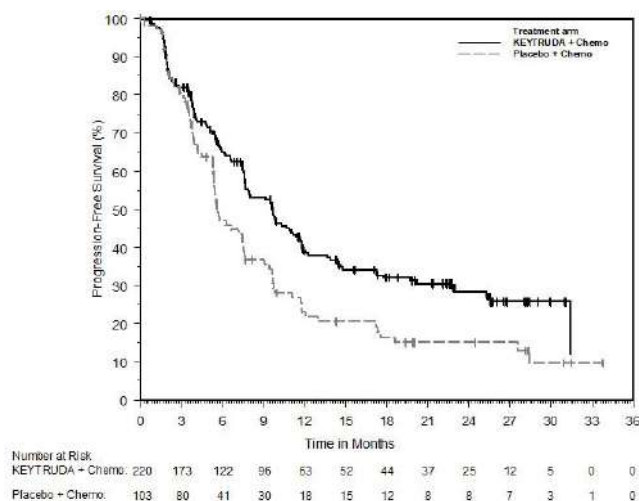 Treatment arm
KEYTRUDA + Chemo
Placebo + Chemo
100
90
80
70
60
50
40
30
20
10
0
Progression-Free Survival (%)
0 3 6 9 12 15 18 21 24 27 30 33 36
Time in Months
Number at Risk
KEYTRUDA + Chemo: 220 173 122 96 63 52 44 37 25 12 5 0 0
Placebo + Chemo: 103 80 41 30 18 15 12 8 8 7 3 1 0